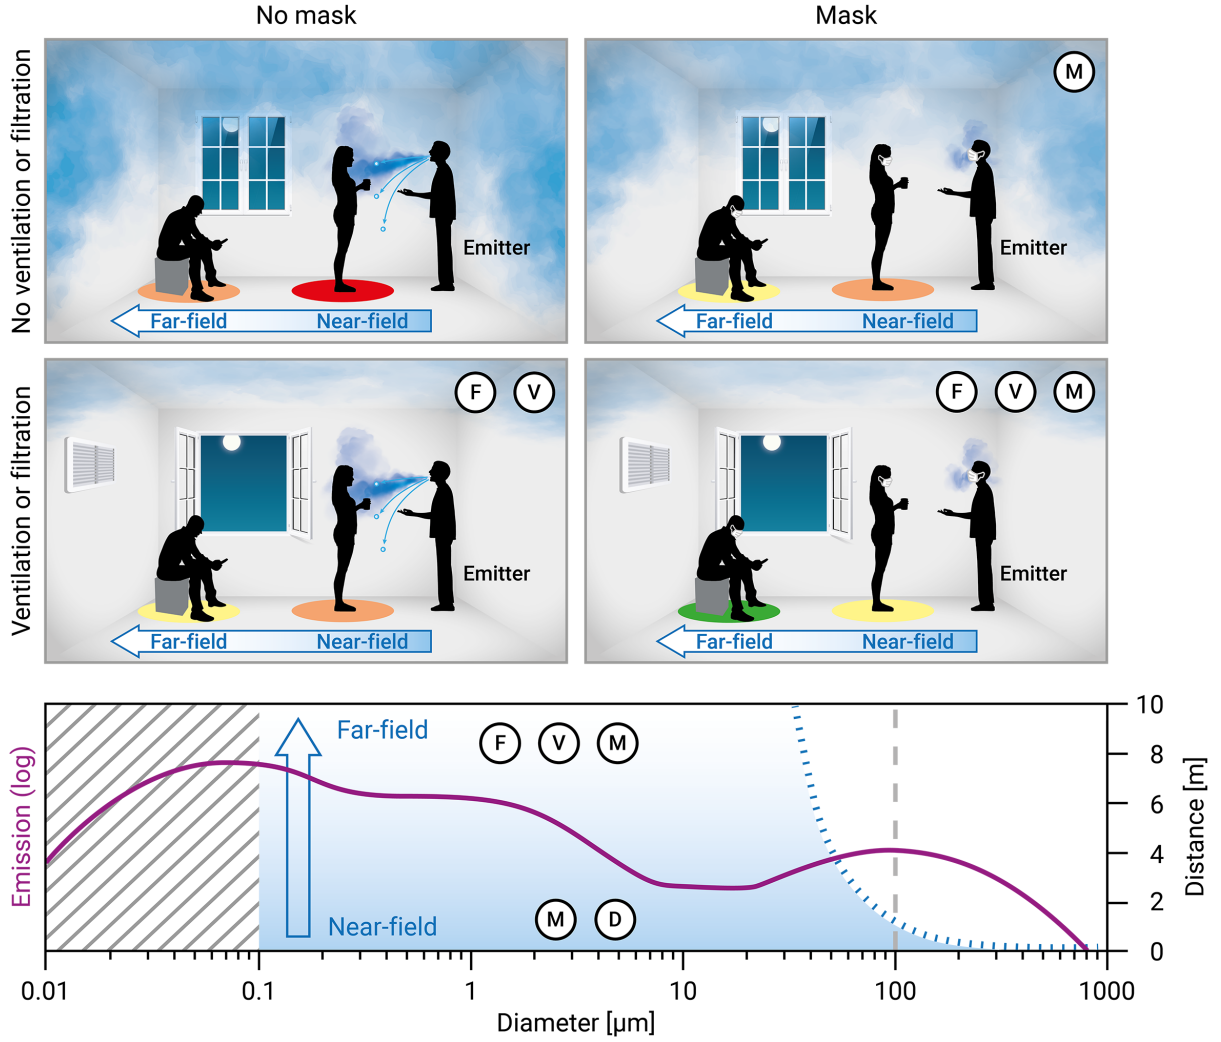 No mask
Mask
No ventilation or filtration
M
Emitter
Emitter
Far-field Near-field
Far-field Near-field
Ventilation or filtration
F V
F V M
Emitter
Emitter
Far-field Near-field
Far-field Near-field
Emission (log)
Far-field
F V M
Near-field
M D
10
8
6
4
2
0
Distance [m]
0.01 0.1 1 10 100 1000
Diameter [µm]